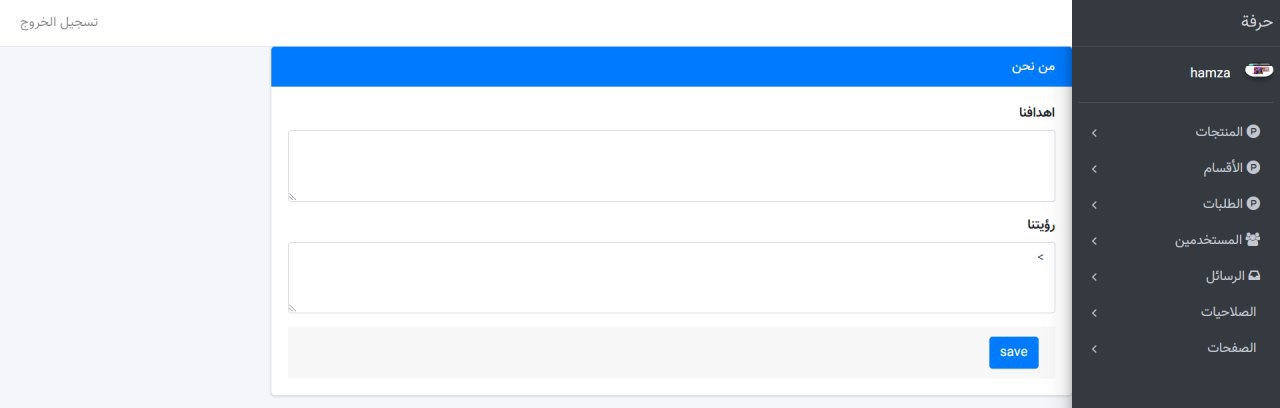 حرفة
تسجيل الخروج
hamza
المنتجات
الأقسام
الطلبات
المستخدمين
الرسائل
الصلاحيات
الصفحات
من نحن
اهدافنا
رؤيتنا
>
save